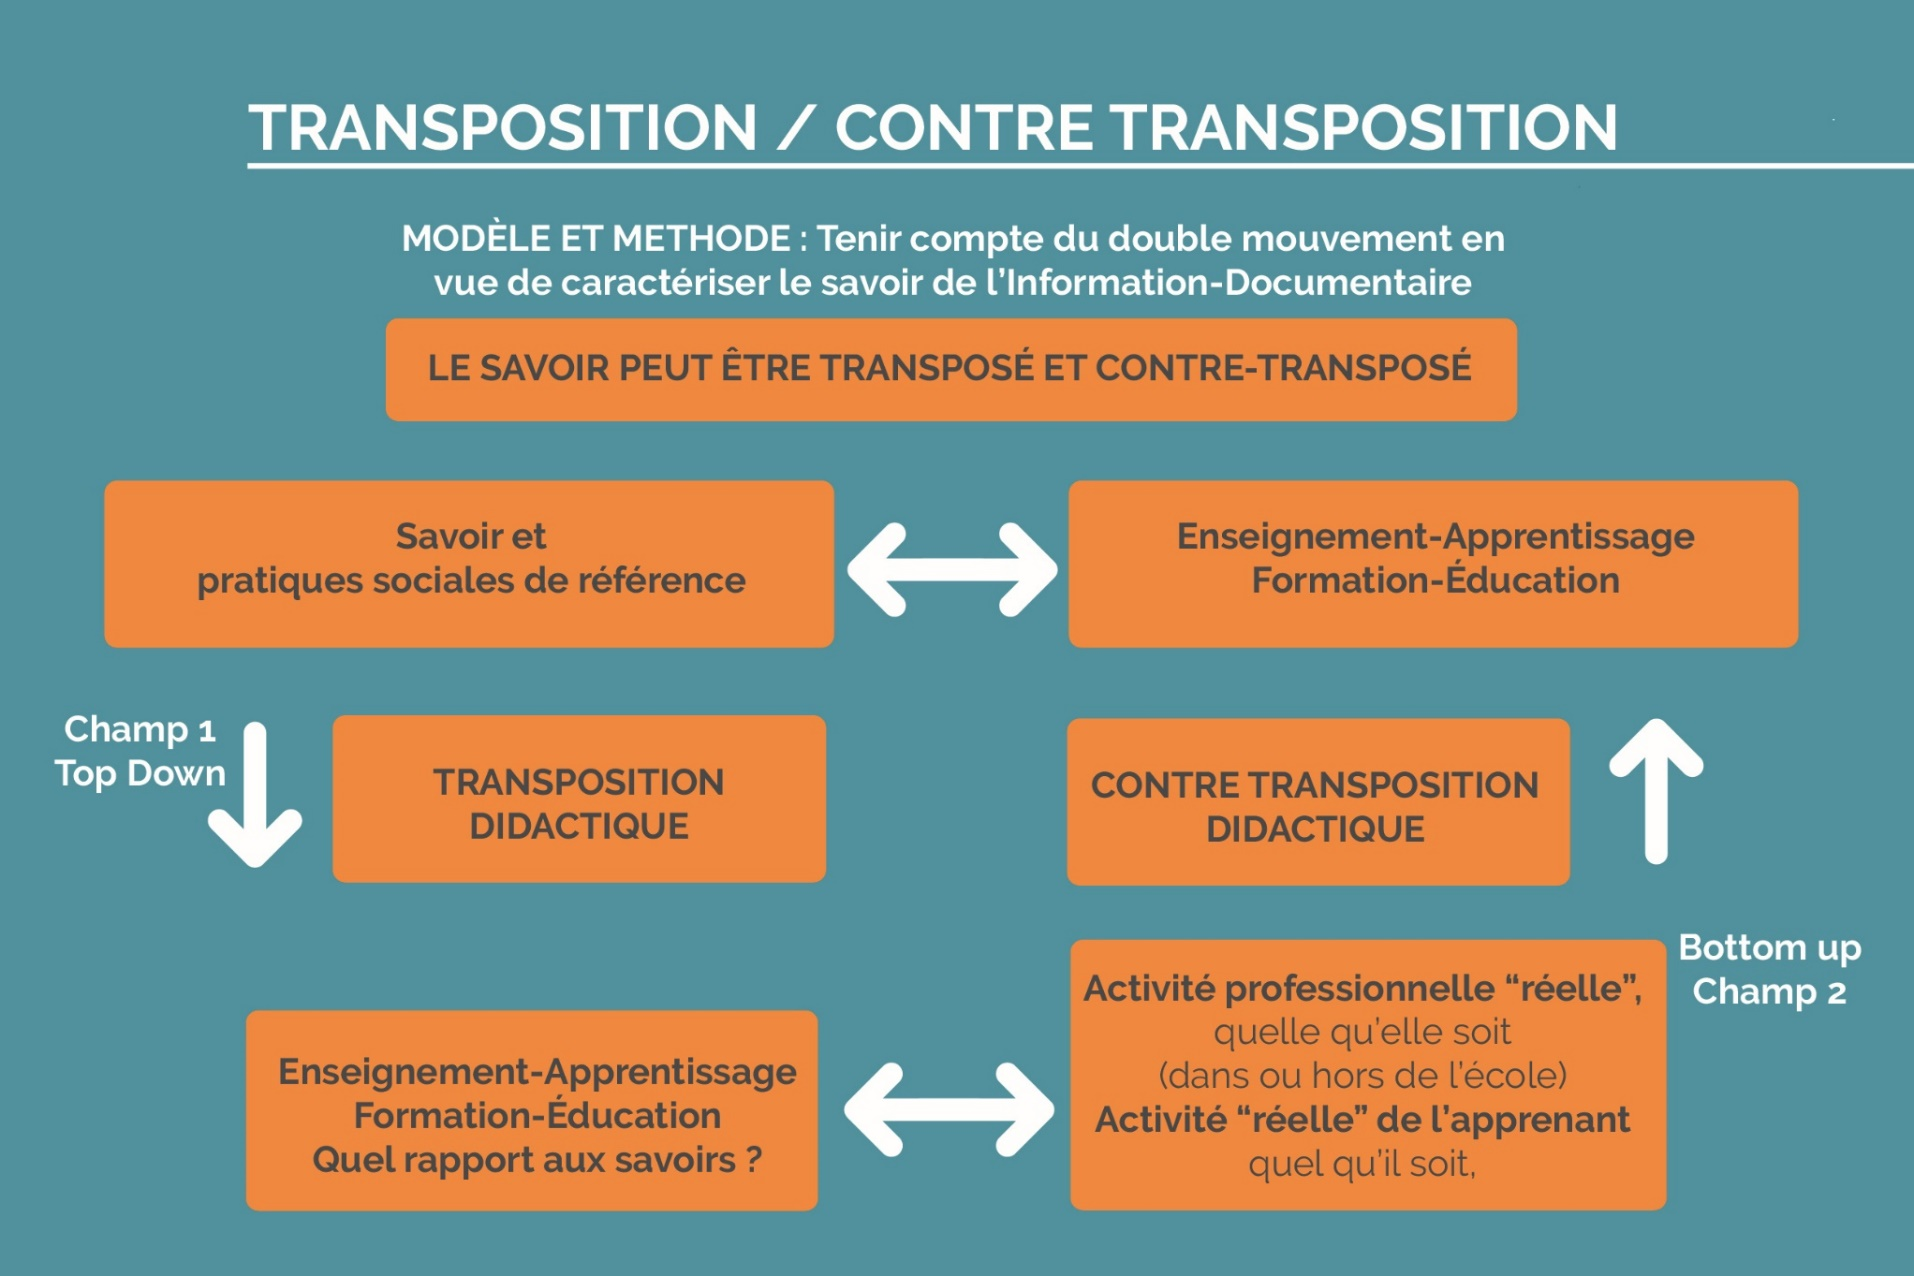 TRANSPOSITION / CONTRE TRANSPOSITION
MODÈLE ET METHODE : Tenir compte du double mouvement en
vue de caractériser le savoir de l’Information-Documentaire
LE SAVOIR PEUT ÊTRE TRANSPOSÉ ET CONTRE-TRANSPOSÉ
Savoir et
pratiques sociales de référence
Enseignement-Apprentissage
Formation-Éducation
Champ 1
Top Down
TRANSPOSITION
DIDACTIQUE
CONTRE TRANSPOSITION
DIDACTIQUE
Enseignement-Apprentissage
Formation-Éducation
Quel rapport aux savoirs ?
Activité professionnelle “réelle”,
quelle qu’elle soit
(dans ou hors de l’école)
Activité “réelle” de l’apprenant
quel qu’il soit,
Bottom up
Champ 2